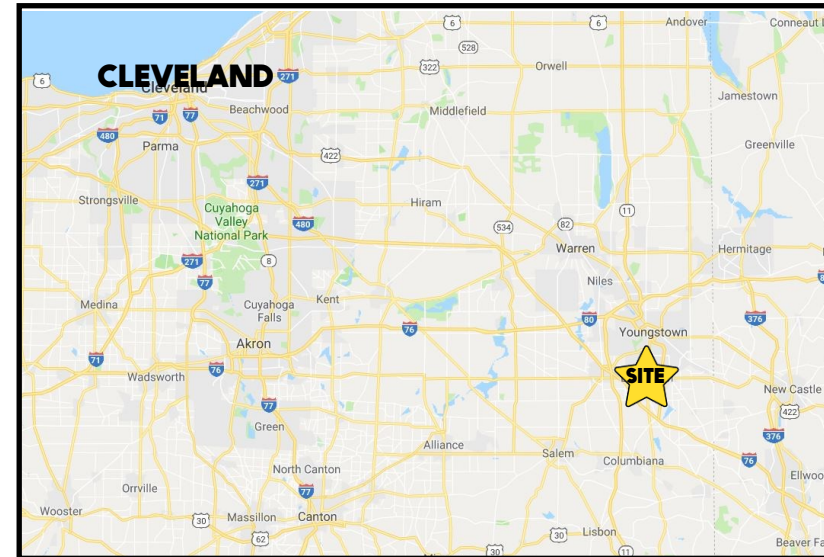 6
6
Andover
Conneaut L
528
322
Orwell
CLEVELAND
Cleveland
271
6
Jamestown
Beachwood
Middlefield
71
77
480
Parma
Greenville
422
271
Strongsville
Hiram
Cuyahoga
Valley
National Park
480
11
534
82
Warren
Hermitage
8
271
77
Niles
Medina
Cuyahoga
Falls
Kent
76
80
376
Youngstown
Akron
71
76
SITE
Wadsworth
New Castle
77
422
Green
376
Alliance
Salem
Columbiana
76
North Canton
Ellwoo
Orrville
77
Wooster
30
Massillon
Canton
62
30
Lisbon
30
11
Beaver Fa